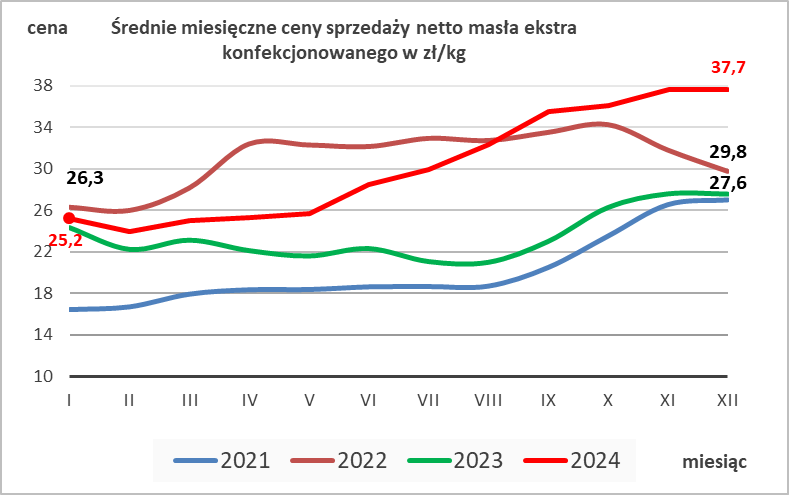 cena
Średnie miesięczne ceny sprzedaży netto masła ekstra
konfekcjonowanego w zł/kg
37,7
38
34
29,8
30
26,3
27,6
26
25,2
22
18
14
10
I II III IV V VI VII VIII IX X XI XII
2021 2022 2023 2024 miesiąc